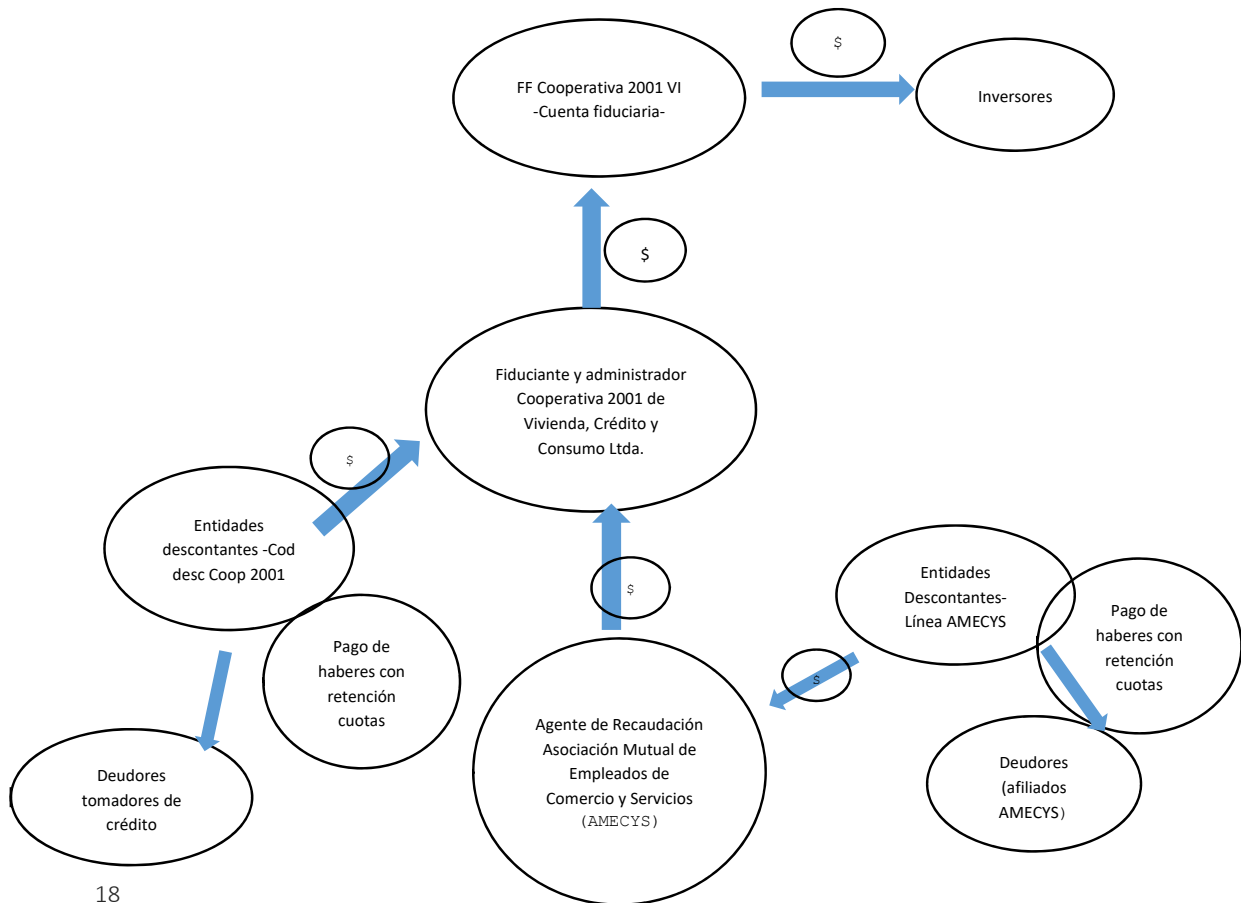 $
FF Cooperativa 2001 VI
-Cuenta fiduciaria-
Inversores
$
Fiduciante y administrador
Cooperativa 2001 de
Vivienda, Crédito y
Consumo Ltda.
$
Entidades
descontantes -Cod
desc Coop 2001
$
Entidades
Descontantes-
Línea AMECYS
Pago de
haberes con
retención
cuotas
Pago de
haberes con
retención
cuotas
$
Agente de Recaudación
Asociación Mutual de
Empleados de
Comercio y Servicios
(AMECYS)
Deudores
tomadores de
crédito
Deudores
(afiliados
AMECYS)
18